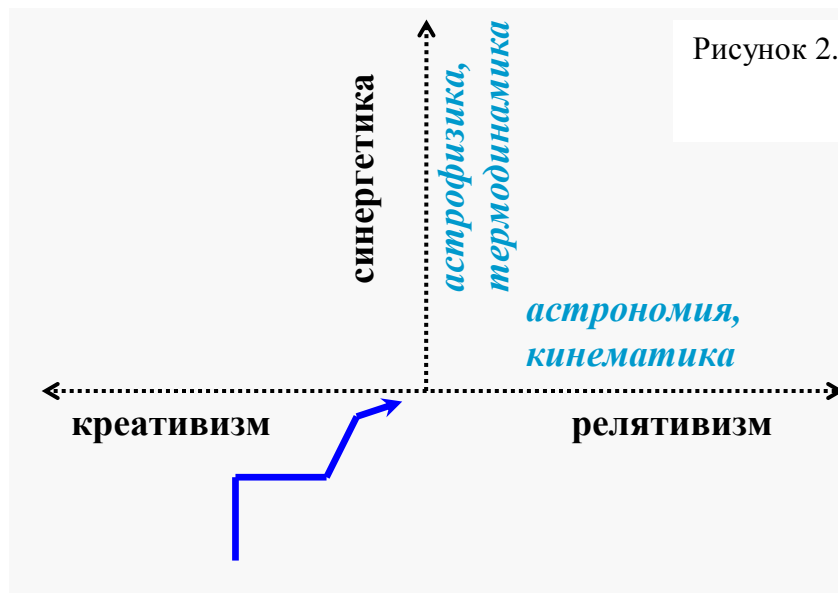 Рисунок 2.
синергетика
астрофизика,
термодинамика
астрономия,
кинематика
креативизм
релятивизм